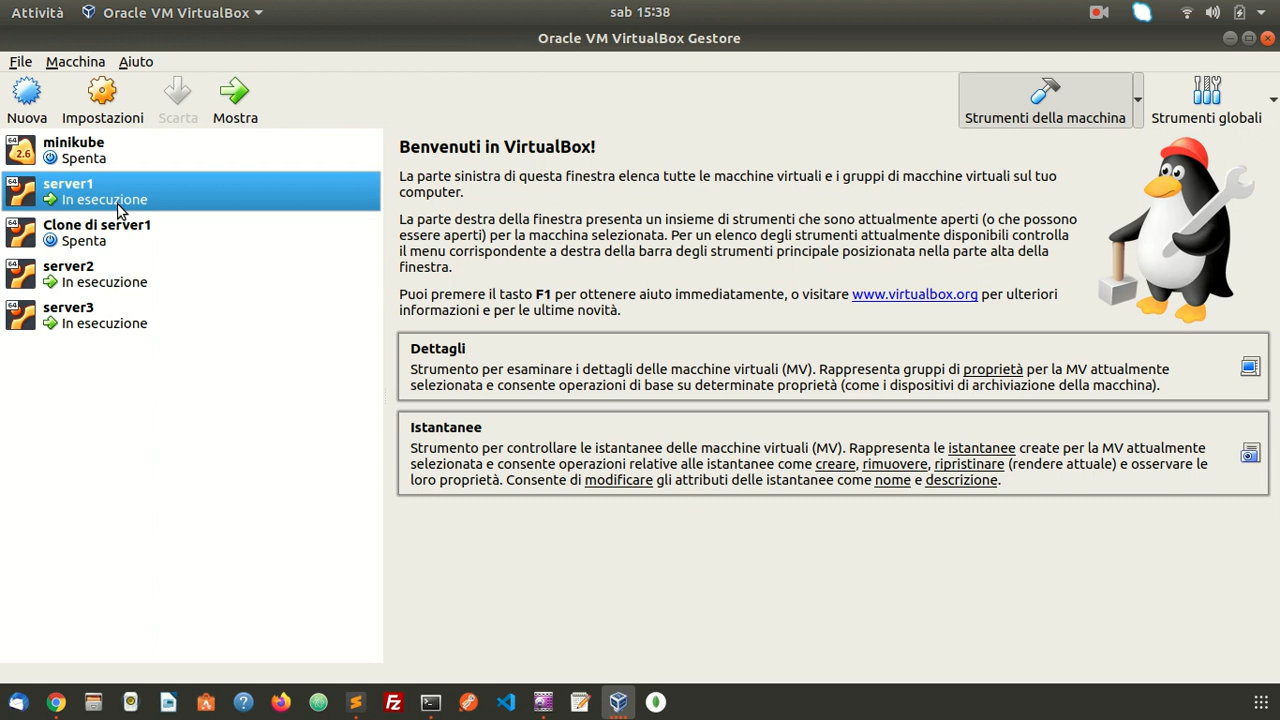 Attività Oracle VM VirtualBox sab 15:38
Oracle VM VirtualBox Gestore
File Macchina Aiuto
Nuova Impostazioni Scarta Mostra Strumenti della macchina Strumenti globali
64 minikube
2.6 Spenta
64 server1
In esecuzione
64 Clone di server1
Spenta
64 server2
In esecuzione
64 server3
In esecuzione
Benvenuti in VirtualBox!
La parte sinistra di questa finestra elenca tutte le macchine virtuali e i gruppi di macchine virtuali sul tuo
computer.
La parte destra della finestra presenta un insieme di strumenti che sono attualmente aperti (o che possono
essere aperti) per la macchina selezionata. Per un elenco degli strumenti attualmente disponibili controlla
il menu corrispondente a destra della barra degli strumenti principale posizionata nella parte alta della
finestra.
Puoi premere il tasto F1 per ottenere aiuto immediatamente, o visitare www.virtualbox.org per ulteriori
informazioni e per le ultime novità.
Dettagli
Strumento per esaminare i dettagli delle macchine virtuali (MV). Rappresenta gruppi di proprietà per la MV attualmente
selezionata e consente operazioni di base su determinate proprietà (come i dispositivi di archiviazione della macchina).
Istantanee
Strumento per controllare le istantanee delle macchine virtuali (MV). Rappresenta le istantanee create per la MV attualmente
selezionata e consente operazioni relative alle istantanee come creare, rimuovere, ripristinare (rendere attuale) e osservare le
loro proprietà. Consente di modificare gli attributi delle istantanee come nome e descrizione.